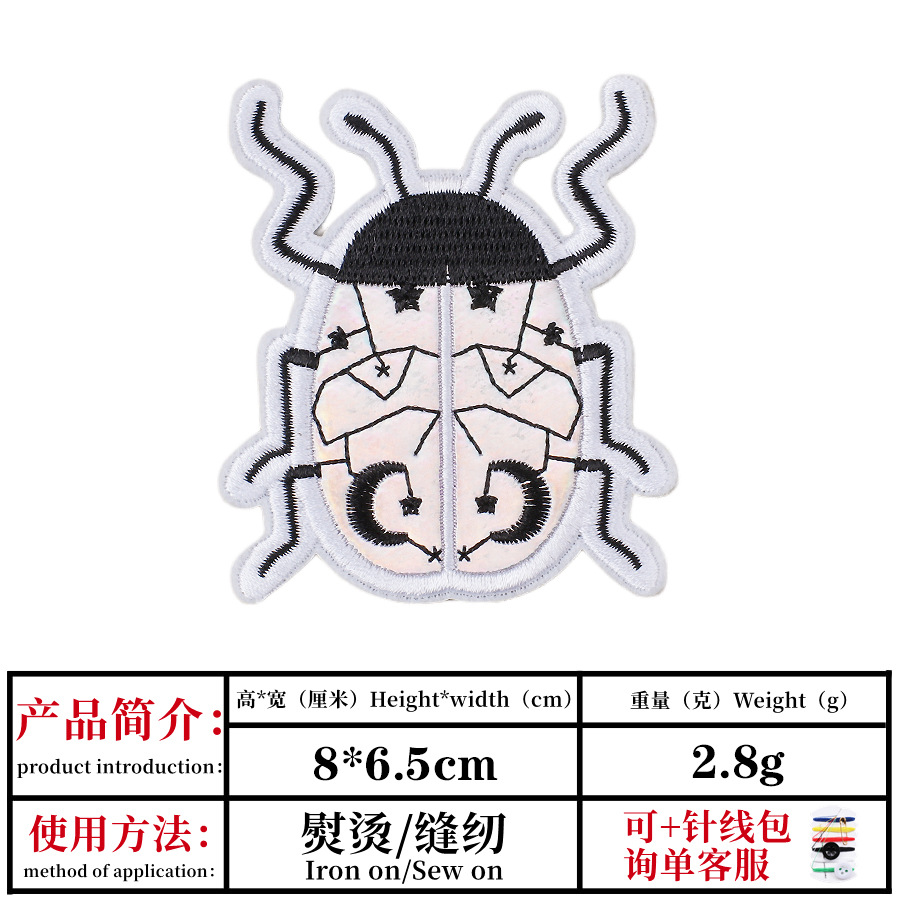 产品简介：
product introduction:
高*宽（厘米）Height*width（cm）
重量（克）Weight（g）
8*6.5cm
2.8g
使用方法：
method of application:
熨烫/缝纫
Iron on/Sew on
可+针线包
询单客服